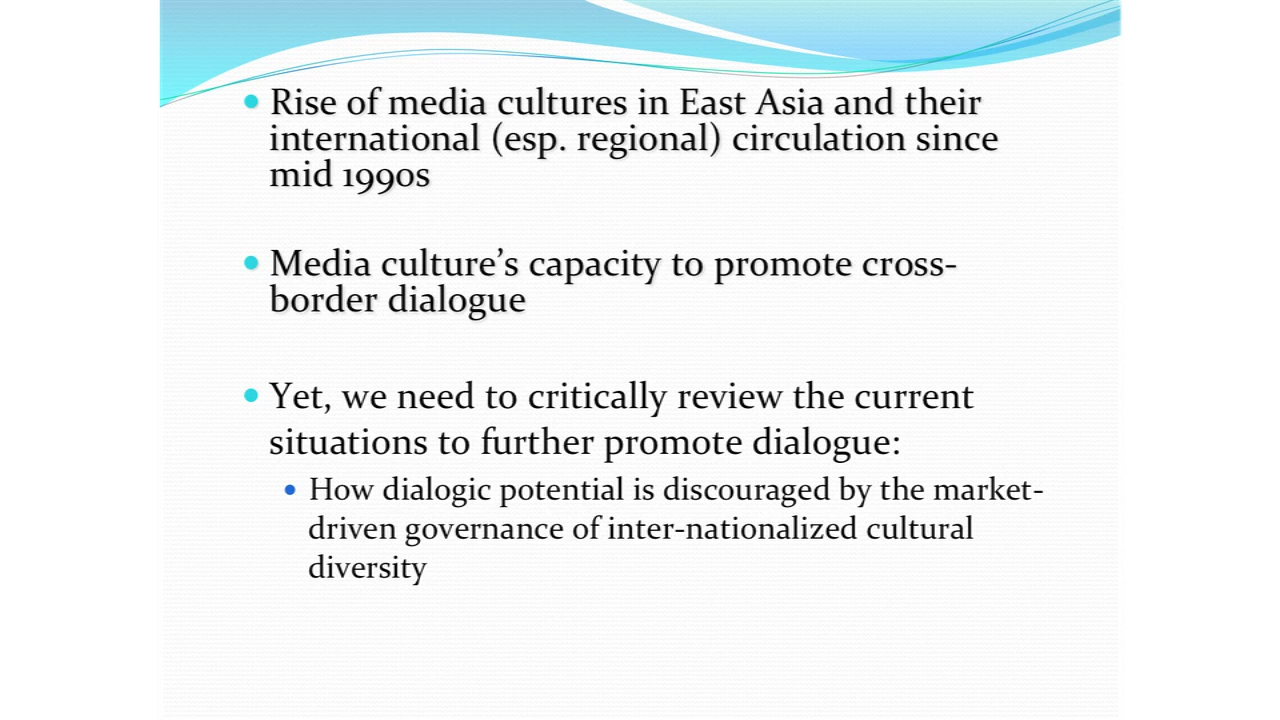 • Rise of media cultures in East Asia and their
international (esp. regional) circulation since
mid 1990s
• Media culture’s capacity to promote cross-
border dialogue
• Yet, we need to critically review the current
situations to further promote dialogue:
• How dialogic potential is discouraged by the market-
driven governance of inter-nationalized cultural
diversity